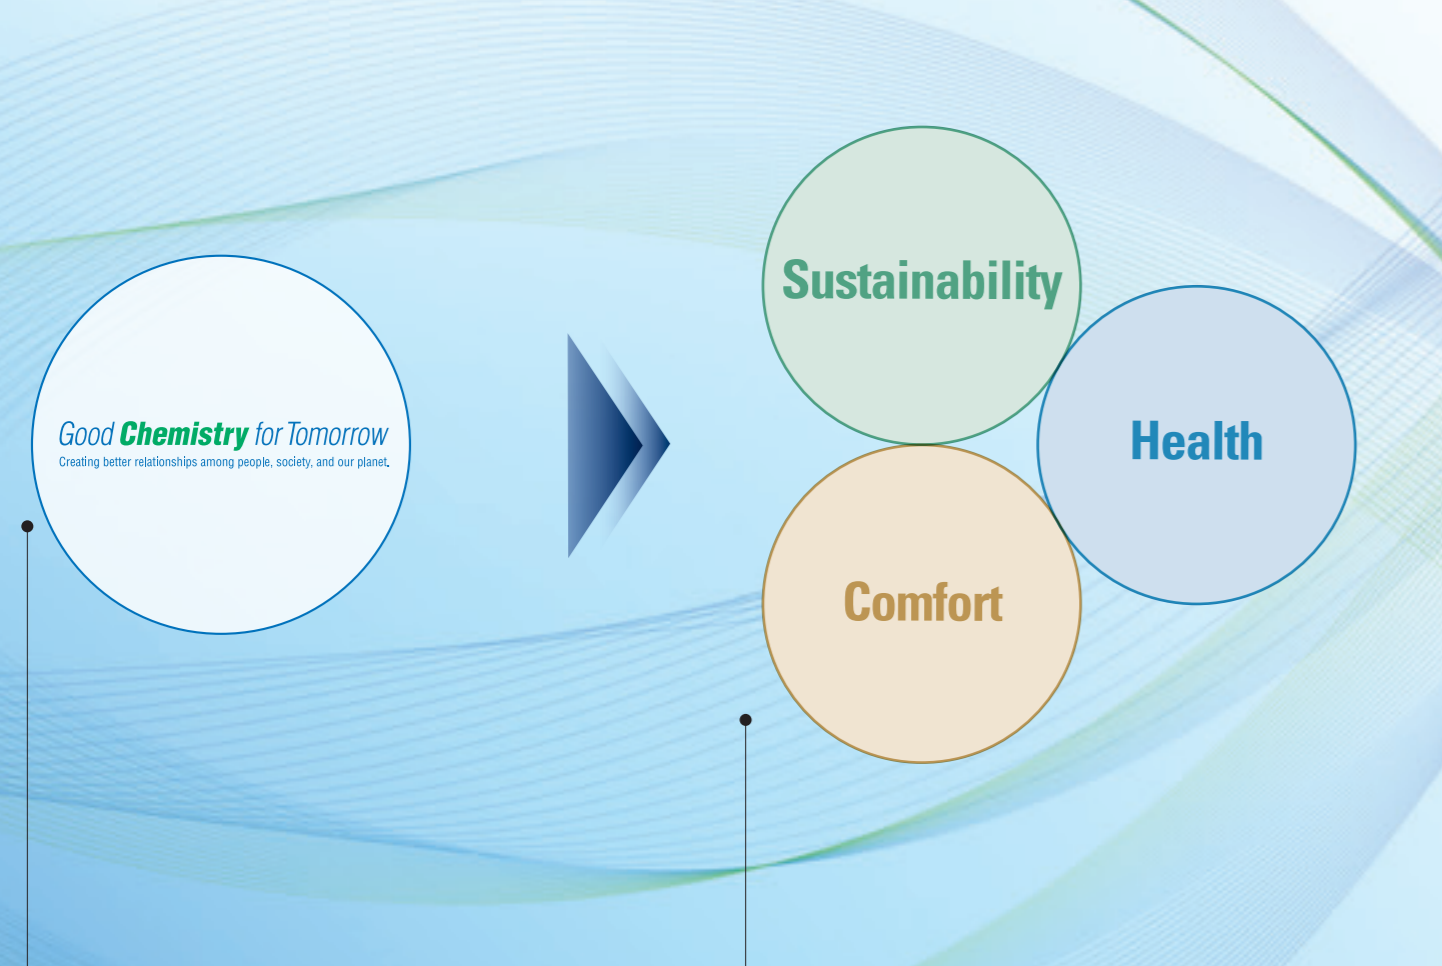 Good Chemistry for Tomorrow
Creating better relationships among people, society, and our planet.
Sustainability
Health
Comfort